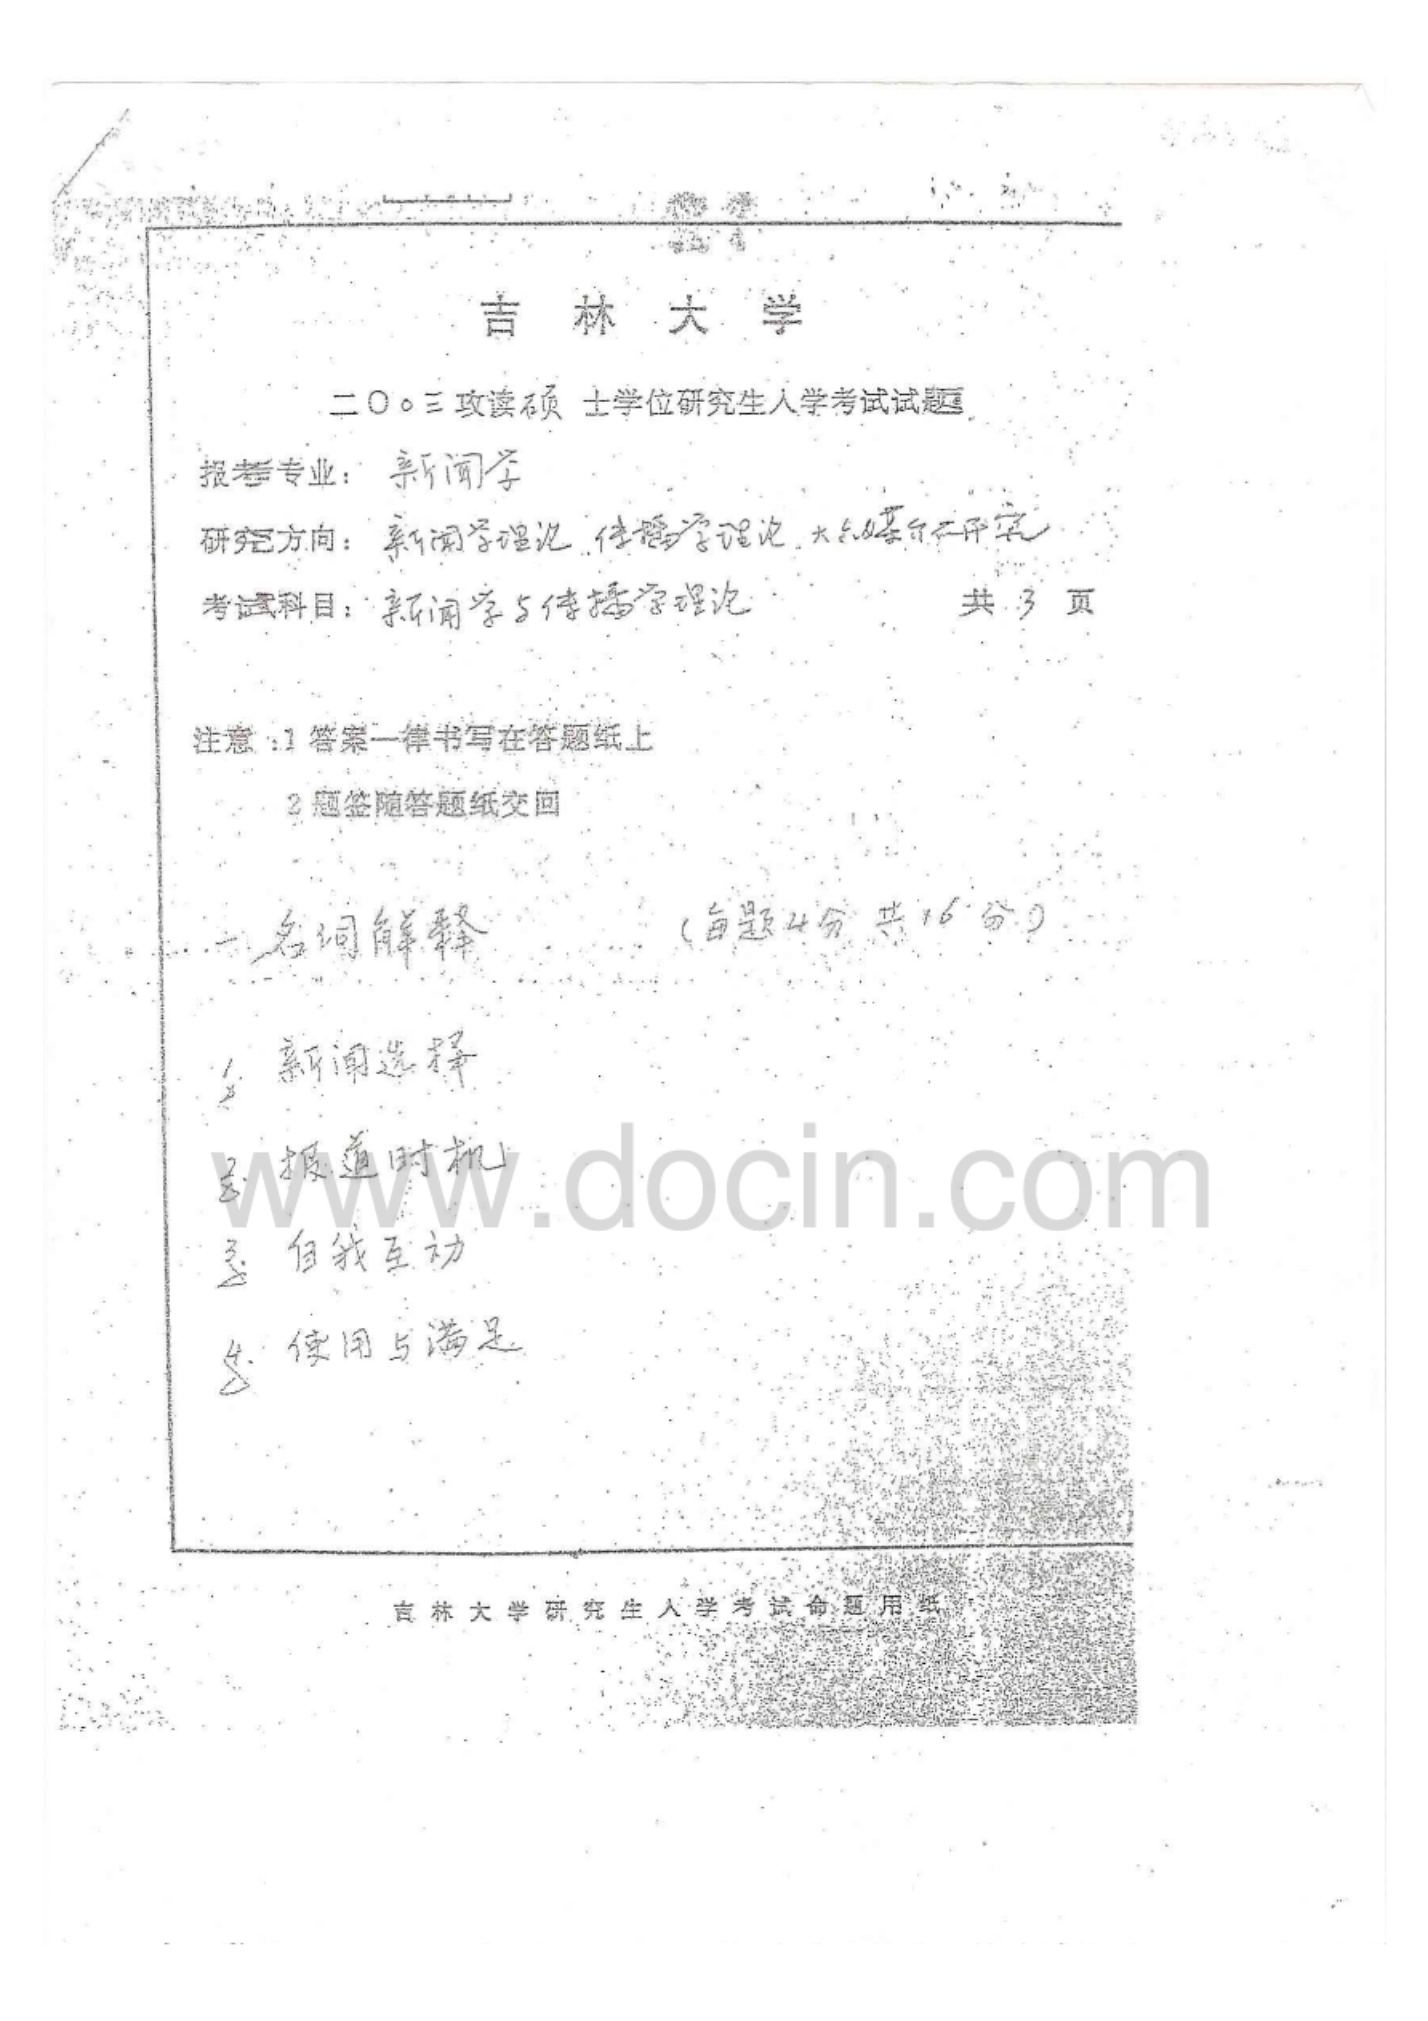 吉林大学
二〇〇三攻读硕 士学位研究生入学考试试题
报考专业: 新闻学
研究方向: 新闻学理论、传播学理论、大众媒介研究
考试科目: 新闻学与传播学理论 共 3 页
注意:1 答案一律书写在答题纸上
2 题签随答题纸交回
一、名词解释 (每题4分 共16分)
1、新闻选择
2、报道时机
3、自我互动
4、使用与满足
www.docin.com
吉林大学研究生入学考试命题用纸